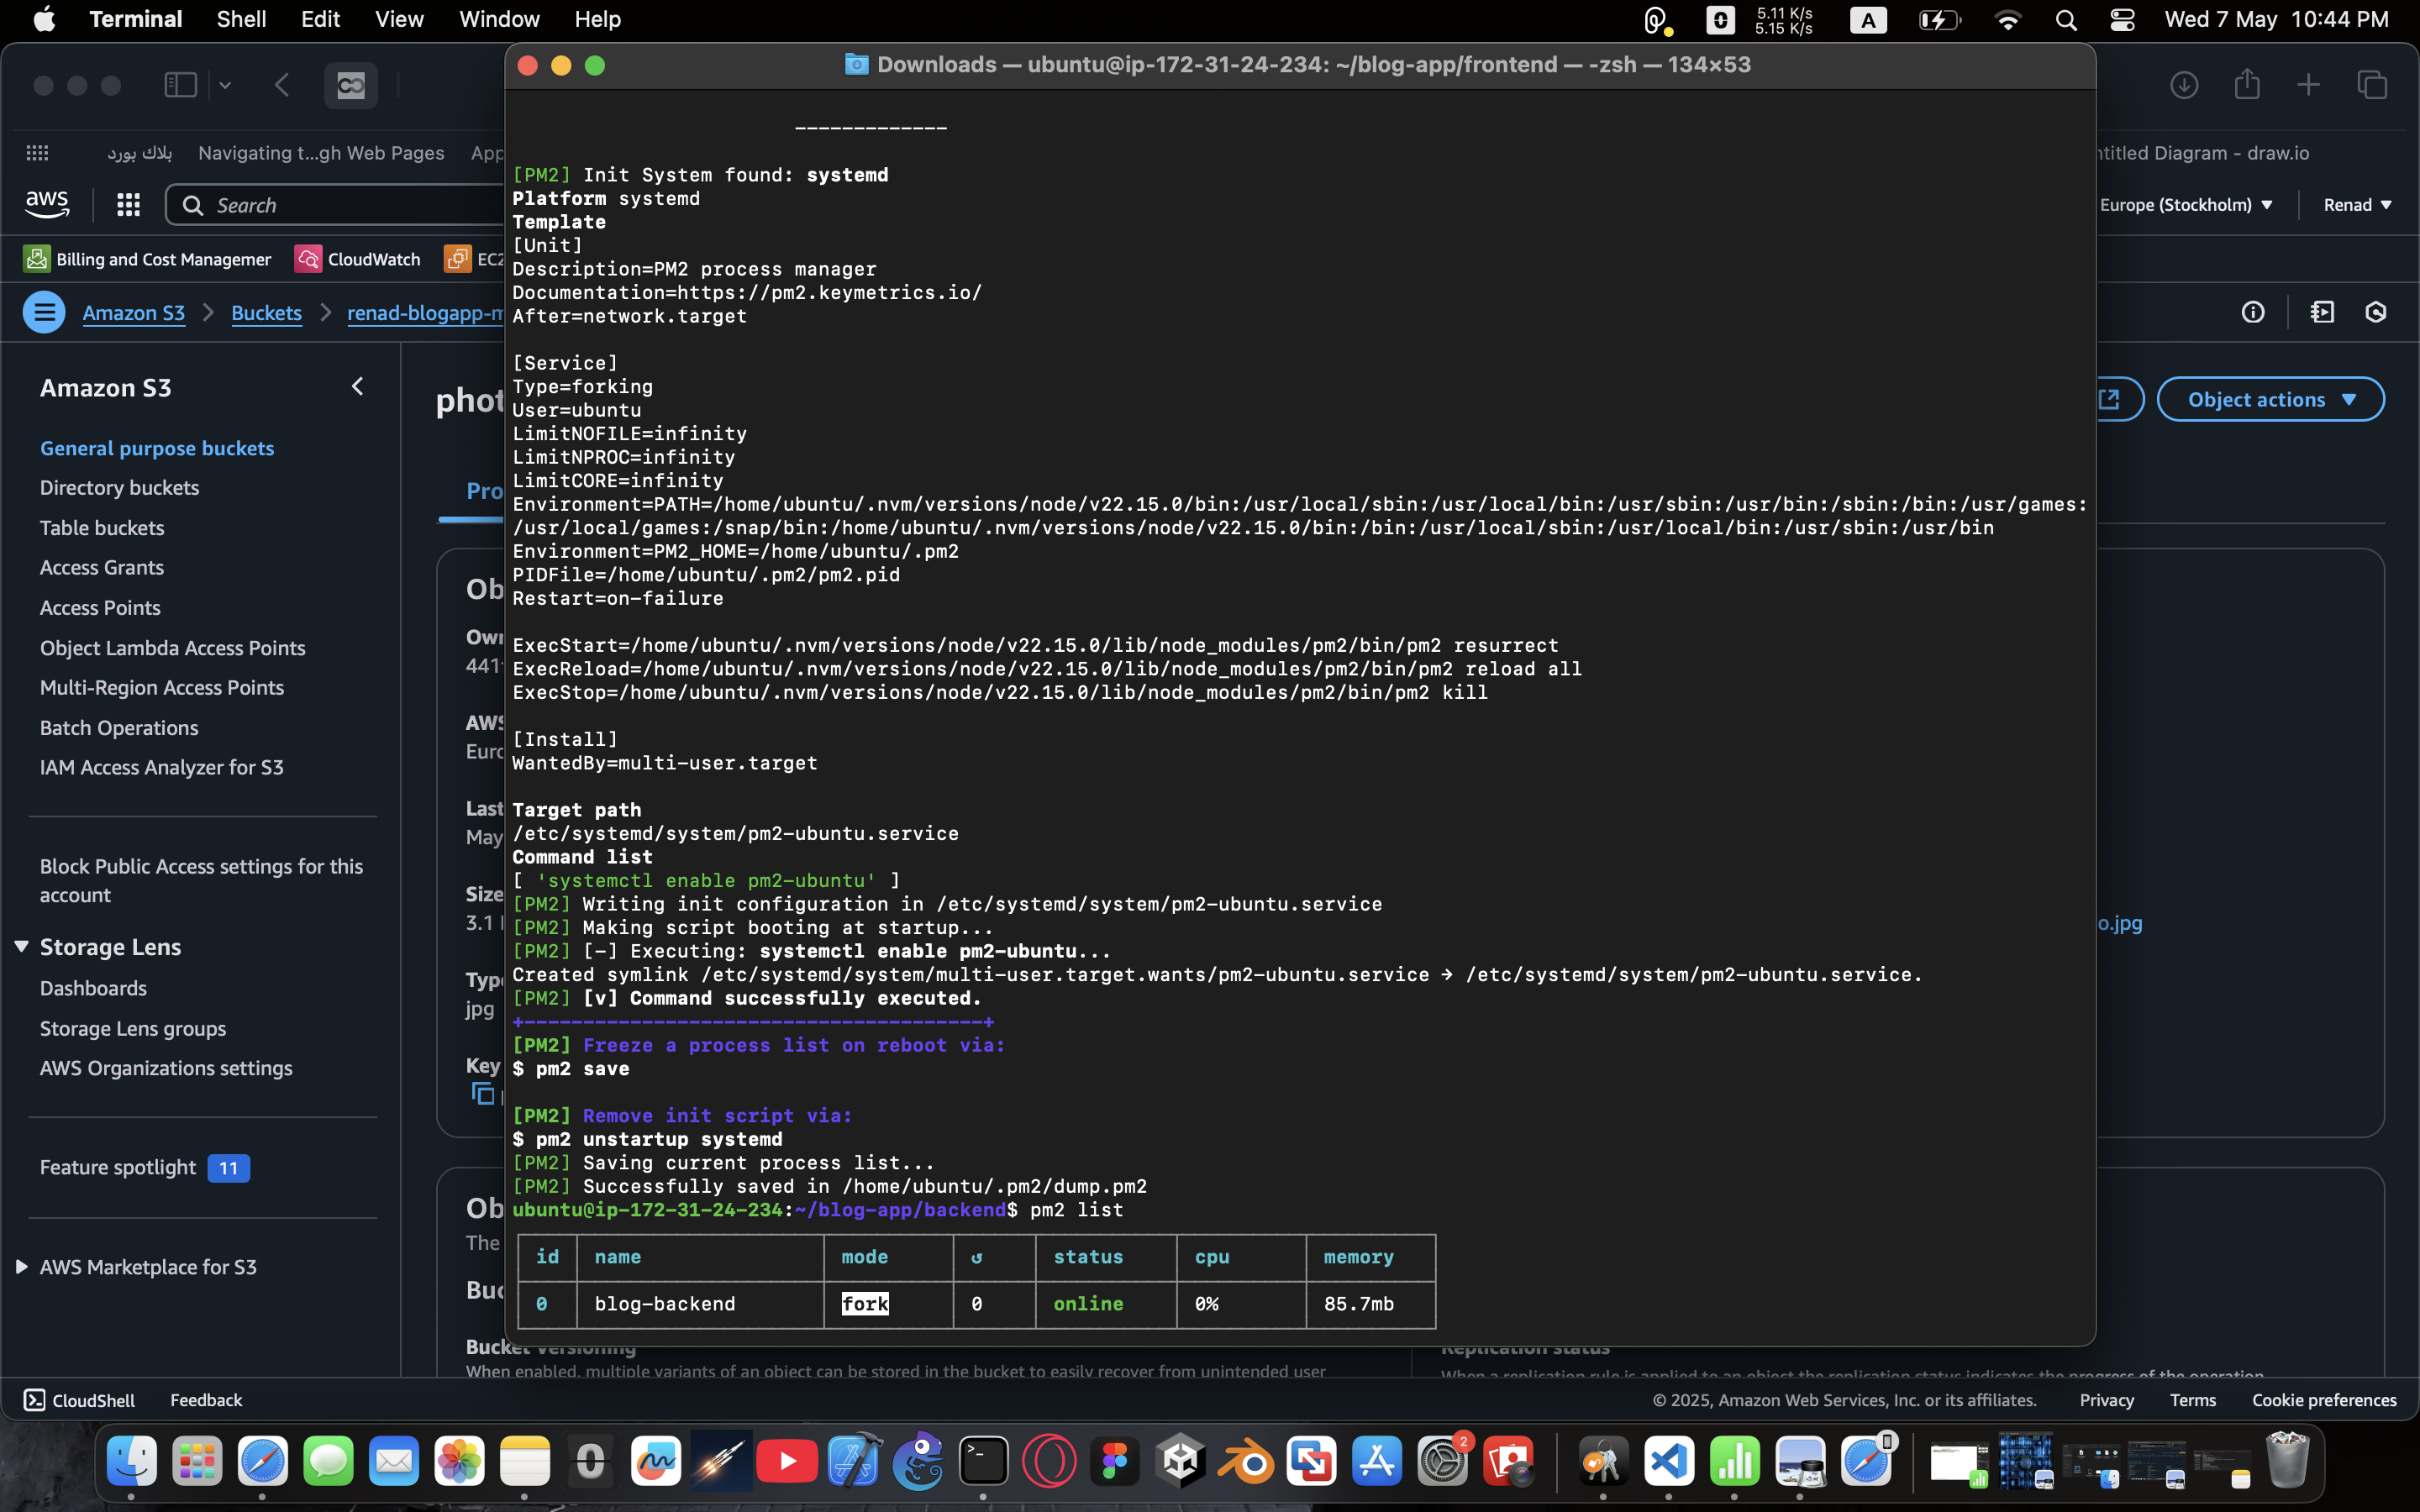 Terminal Shell Edit View Window Help
5.11 K/s
5.15 K/s
A
Wed 7 May 10:44 PM
Downloads — ubuntu@ip-172-31-24-234: ~/blog-app/frontend — -zsh — 134×53
بلاك بورد
Navigating t...gh Web Pages
App
ntitled Diagram - draw.io
aws
Search
Europe (Stockholm)
Renad
Billing and Cost Managemer
CloudWatch
EC2
Amazon S3
Buckets
renad-blogapp-m
Amazon S3
General purpose buckets
Directory buckets
Table buckets
Access Grants
Access Points
Object Lambda Access Points
Multi-Region Access Points
Batch Operations
IAM Access Analyzer for S3
Block Public Access settings for this
account
Storage Lens
Dashboards
Storage Lens groups
AWS Organizations settings
Feature spotlight 11
AWS Marketplace for S3
phot
Object actions
Pro
Ob
Own
441
AWS
Euro
Last
May
Size
3.1
Type
jpg
Key
o.jpg
Ob
The
Buc
Bucket versioning
When enabled, multiple variants of an object can be stored in the bucket to easily recover from unintended user
Replication status
When a replication rule is applied to an object the replication status indicates the progress of the operation.
-------------
[PM2] Init System found: systemd
Platform systemd
Template
[Unit]
Description=PM2 process manager
Documentation=https://pm2.keymetrics.io/
After=network.target
[Service]
Type=forking
User=ubuntu
LimitNOFILE=infinity
LimitNPROC=infinity
LimitCORE=infinity
Environment=PATH=/home/ubuntu/.nvm/versions/node/v22.15.0/bin:/usr/local/sbin:/usr/local/bin:/usr/sbin:/usr/bin:/sbin:/bin:/usr/games:
/usr/local/games:/snap/bin:/home/ubuntu/.nvm/versions/node/v22.15.0/bin:/bin:/usr/local/sbin:/usr/local/bin:/usr/sbin:/usr/bin
Environment=PM2_HOME=/home/ubuntu/.pm2
PIDFile=/home/ubuntu/.pm2/pm2.pid
Restart=on-failure
ExecStart=/home/ubuntu/.nvm/versions/node/v22.15.0/lib/node_modules/pm2/bin/pm2 resurrect
ExecReload=/home/ubuntu/.nvm/versions/node/v22.15.0/lib/node_modules/pm2/bin/pm2 reload all
ExecStop=/home/ubuntu/.nvm/versions/node/v22.15.0/lib/node_modules/pm2/bin/pm2 kill
[Install]
WantedBy=multi-user.target
Target path
/etc/systemd/system/pm2-ubuntu.service
Command list
[ 'systemctl enable pm2-ubuntu' ]
[PM2] Writing init configuration in /etc/systemd/system/pm2-ubuntu.service
[PM2] Making script booting at startup...
[PM2] [-] Executing: systemctl enable pm2-ubuntu...
Created symlink /etc/systemd/system/multi-user.target.wants/pm2-ubuntu.service → /etc/systemd/system/pm2-ubuntu.service.
[PM2] [v] Command successfully executed.
+---------------------------------------+
[PM2] Freeze a process list on reboot via:
$ pm2 save
[PM2] Remove init script via:
$ pm2 unstartup systemd
[PM2] Saving current process list...
[PM2] Successfully saved in /home/ubuntu/.pm2/dump.pm2
ubuntu@ip-172-31-24-234:~/blog-app/backend$ pm2 list
id name mode ↺ status cpu memory
0 blog-backend fork 0 online 0% 85.7mb
CloudShell Feedback
© 2025, Amazon Web Services, Inc. or its affiliates. Privacy Terms Cookie preferences
2